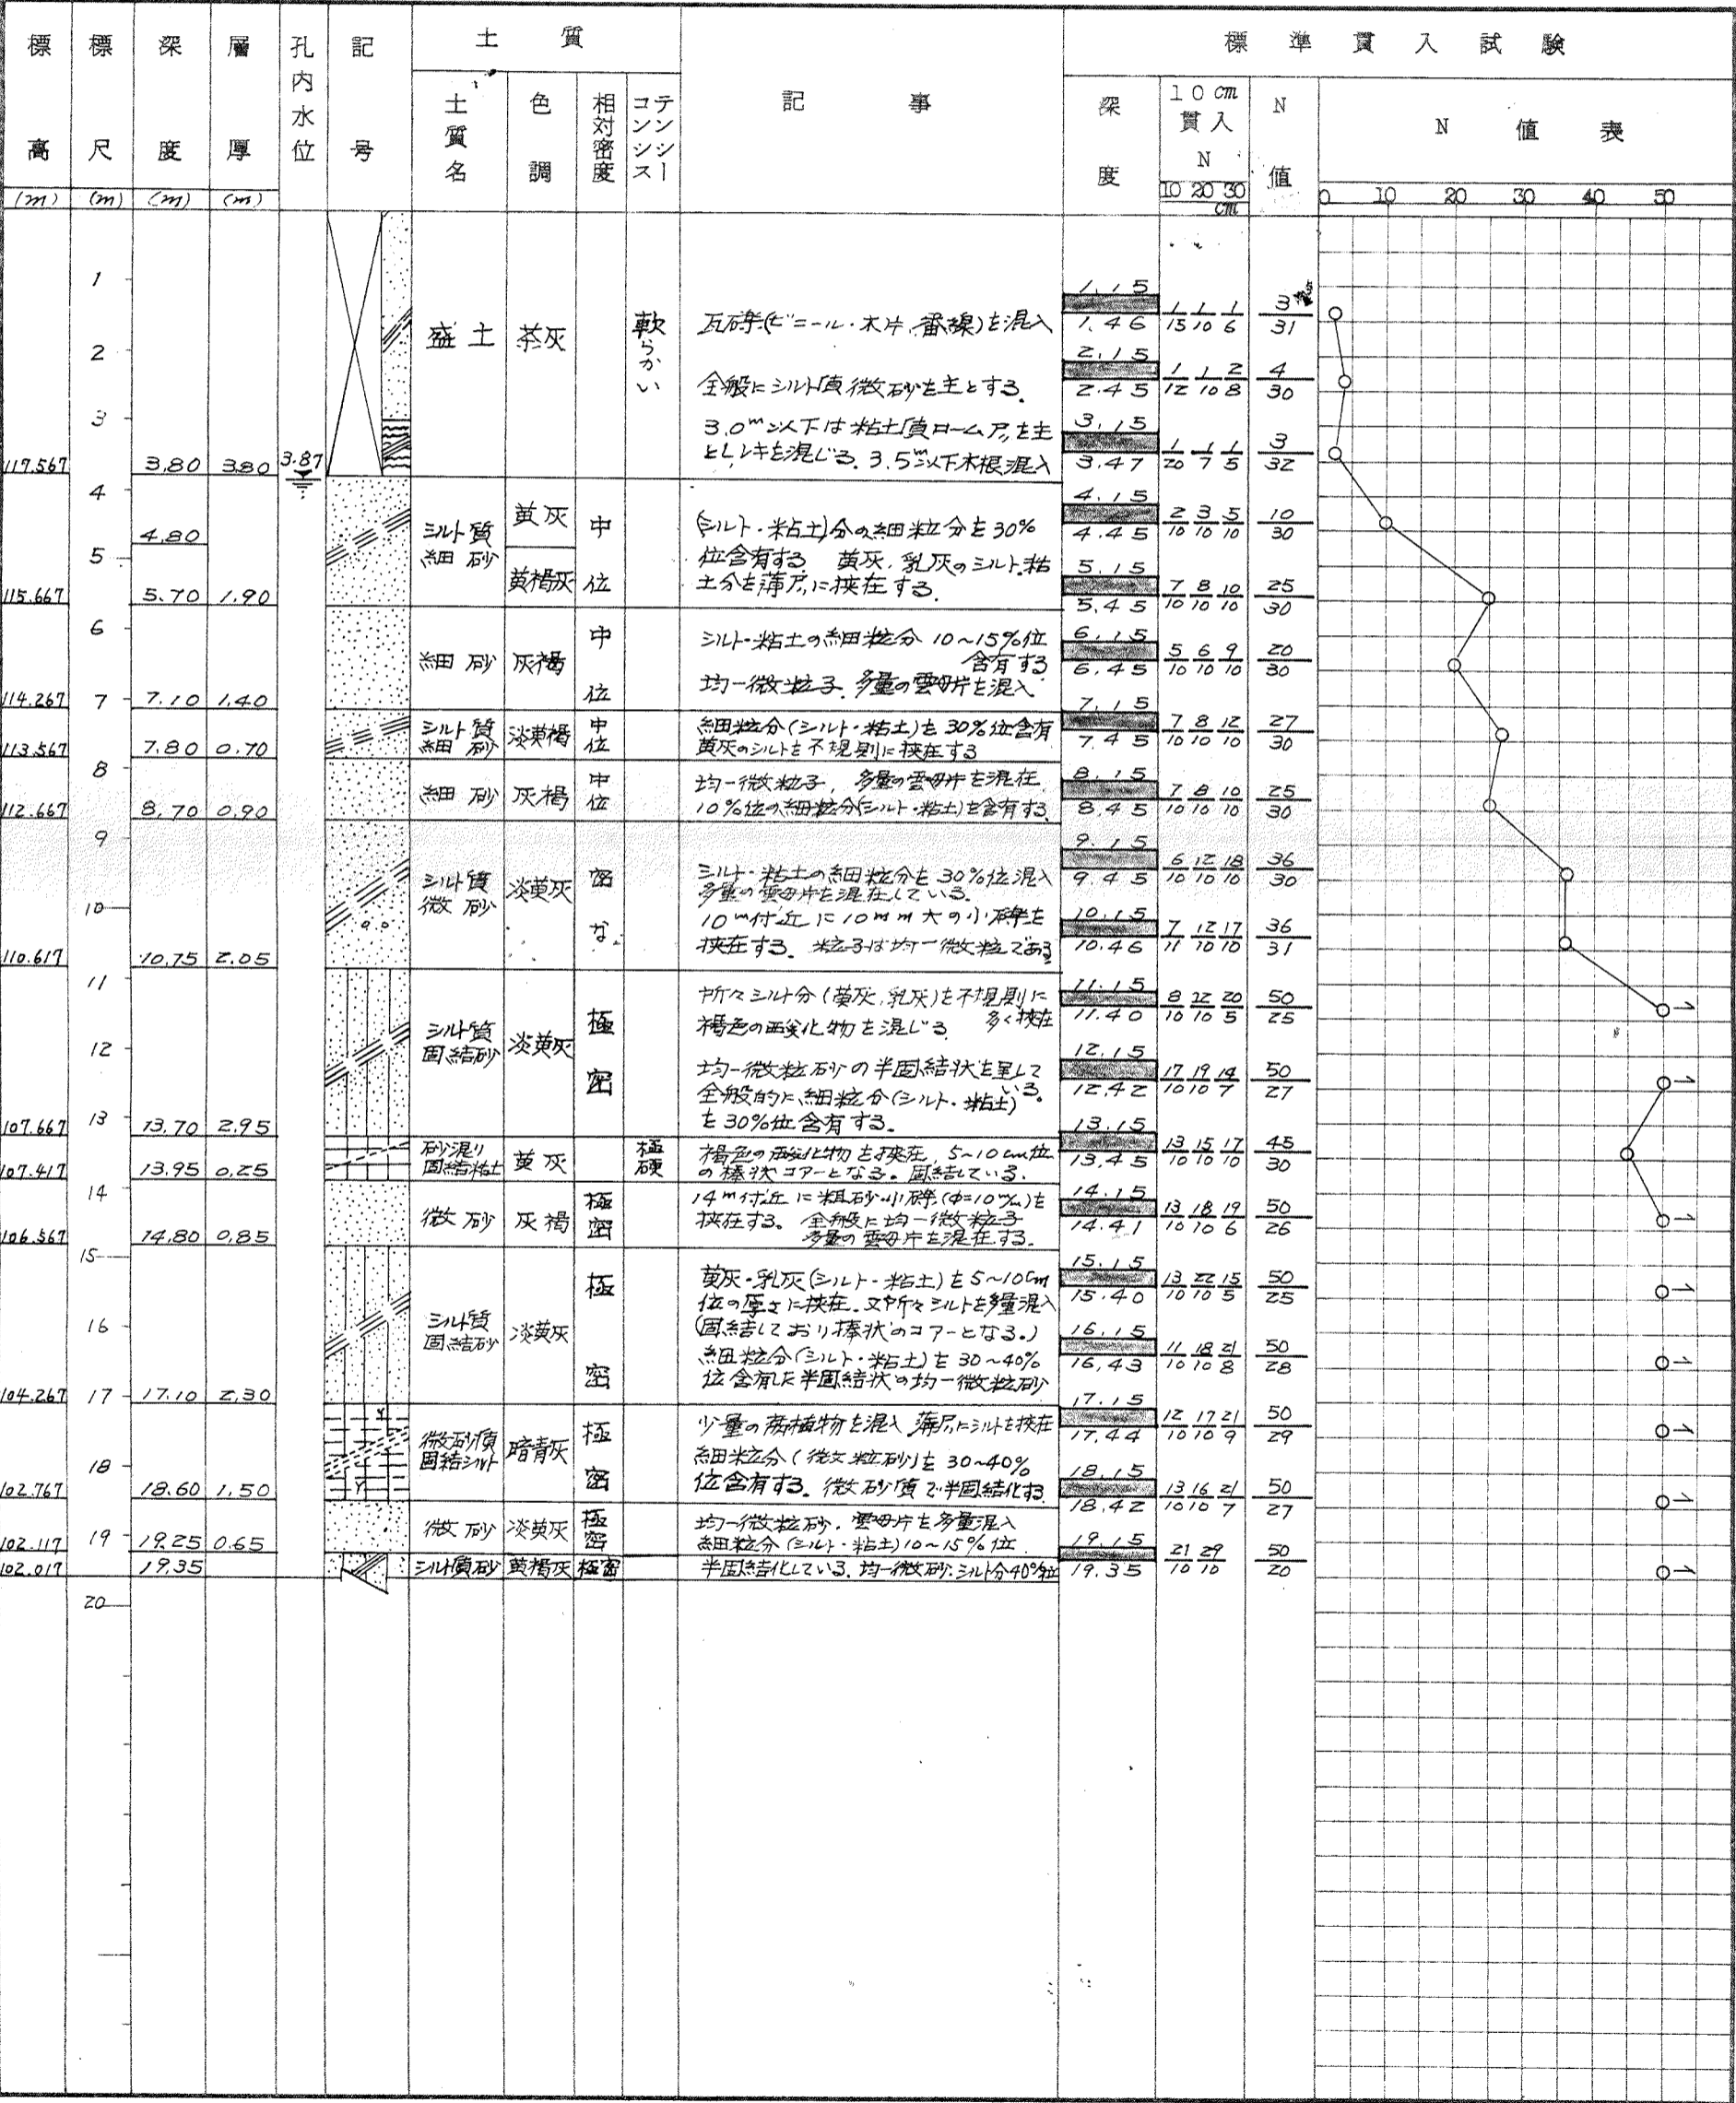 標高 (m)
標尺 (m)
深度 (m)
層厚 (m)
孔内水位
記号
土質
土質名
色調
相対密度
コンシステンシー
記事
標準貫入試験
深度
10cm貫入N
10 20 30 cm
N値
N値表
0 10 20 30 40 50
1
2
3
4
5
6
7
8
9
10
11
12
13
14
15
16
17
18
19
20
117.567 3.80 3.80 3.87
盛土 茶灰 軟らかい
瓦礫(ビニール・木片、番線)を混入
全般にシルト質微砂を主とする。
3.0m以下は粘土質ローム層を主
としレキを混じる。3.5m以下木根混入
1.15
1.46 1/15 1/10 1/6 3/31
2.15
2.45 1/12 1/10 2/8 4/30
3.15
3.47 1/20 1/7 1/5 3/32
4.80
115.667 5.70 1.90
シルト質細砂 黄灰 黄褐灰 中位
(シルト・粘土)分の細粒分を30%
位含有する 黄灰、乳灰のシルト、粘
土分を薄層に挟在する。
4.15
4.45 2/10 3/10 5/10 10/30
5.15
5.45 7/10 8/10 10/10 25/30
114.267 7.10 1.40
細砂 灰褐 中位
シルト・粘土の細粒分 10~15%位
含有する
均一微粒子、多量の雲母片を混入
6.15
6.45 5/10 6/10 9/10 20/30
113.567 7.80 0.70
シルト質細砂 淡黄褐 中位
細粒分(シルト・粘土)を30%位含有
黄灰のシルトを不規則に挟在する
7.15
7.45 7/10 8/10 12/10 27/30
112.667 8.70 0.90
細砂 灰褐 中位
均一微粒子、多量の雲母片を混在
10%位の細粒分(シルト・粘土)を含有する
8.15
8.45 7/10 8/10 10/10 25/30
110.617 10.75 2.05
シルト質微砂 淡黄灰 密な
シルト・粘土の細粒分を30%位混入
多量の雲母片を混在している。
10m付近に10mm大の小礫を
挟在する。粒子は均一微粒である
9.15
9.45 6/10 12/10 18/10 36/30
10.15
10.46 7/11 12/10 17/10 36/31
107.667 13.70 2.95
シルト質固結砂 淡黄灰 極密
所々シルト分(黄灰、乳灰)を不規則に
多く挟在
褐色の酸化物を混じる
均一微粒砂の半固結状を呈して
いる。
全般的に細粒分(シルト・粘土)
を30%位含有する。
11.15
11.40 8/10 22/10 20/5 50/25
12.15
12.42 17/10 19/10 14/7 50/27
107.417 13.95 0.25
砂混り固結粘土 黄灰 極硬
褐色の酸化物を挟在、5~10cm位
の棒状コアーとなる。固結している。
13.15
13.45 13/10 15/10 17/10 45/30
106.567 14.80 0.85
微砂 灰褐 極密
14m付近に粗砂・小礫(φ=10m/m)を
挟在する。全般に均一微粒子
多量の雲母片を混在する。
14.15
14.41 13/10 18/10 19/6 50/26
104.267 17.10 2.30
シルト質固結砂 淡黄灰 極密
黄灰・乳灰(シルト・粘土)を5~10cm
位の厚さに挟在。又所々シルトを多量混入
(固結しており棒状のコアーとなる。)
細粒分(シルト・粘土)を30~40%
位含有した半固結状の均一微粒砂
15.15
15.40 13/10 22/10 15/5 50/25
16.15
16.43 11/10 18/10 21/8 50/28
102.767 18.60 1.50
微砂質固結シルト 暗青灰 極密
少量の腐植物を混入 薄層にシルトを挟在
細粒分(微粒砂)を30~40%
位含有する。微砂質で半固結化する
17.15
17.44 12/10 17/10 21/9 50/29
18.15
18.42 13/10 16/10 21/7 50/27
102.117 19.25 0.65
微砂 淡黄灰 極密
均一微粒砂、雲母片を多量混入
細粒分(シルト・粘土)10~15%位
102.017 19.35
シルト質砂 黄褐灰 極密
半固結化している。均一微砂、シルト分40%位
19.15
19.35 21/10 29/10 50/20